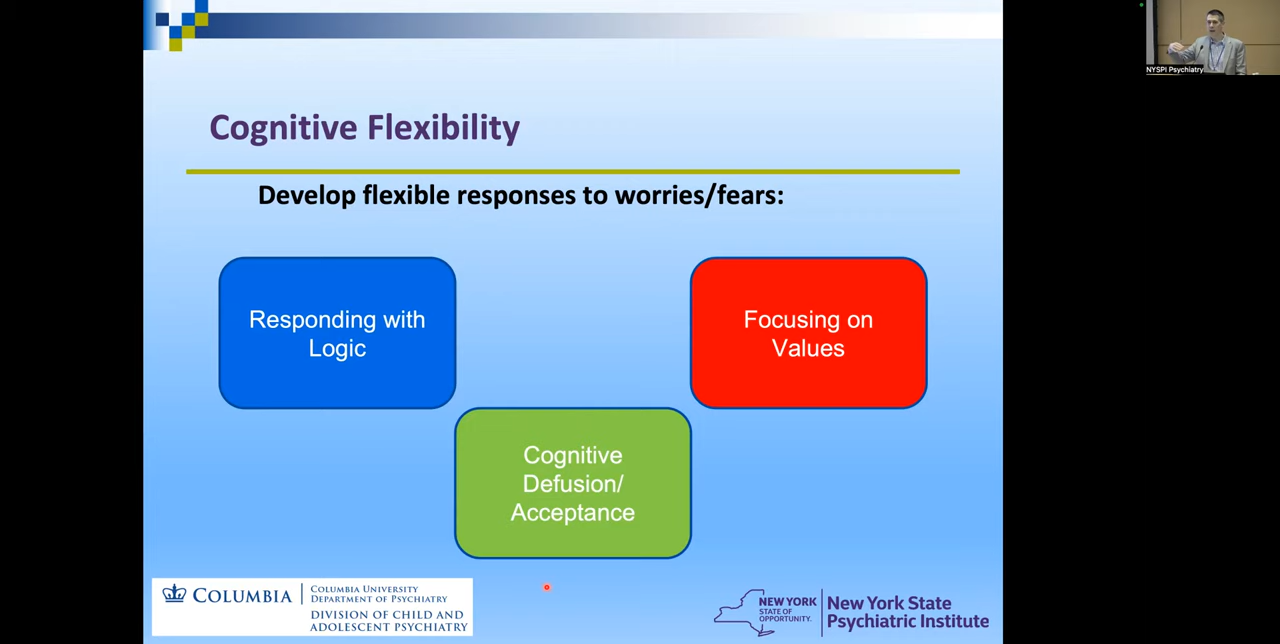 NYSPI Psychiatry
Cognitive Flexibility
Develop flexible responses to worries/fears:
Responding with
Logic
Focusing on
Values
Cognitive
Defusion/
Acceptance
COLUMBIA
COLUMBIA UNIVERSITY
DEPARTMENT OF PSYCHIATRY
DIVISION OF CHILD AND
ADOLESCENT PSYCHIATRY
NEW YORK
STATE OF
OPPORTUNITY.
New York State
Psychiatric Institute